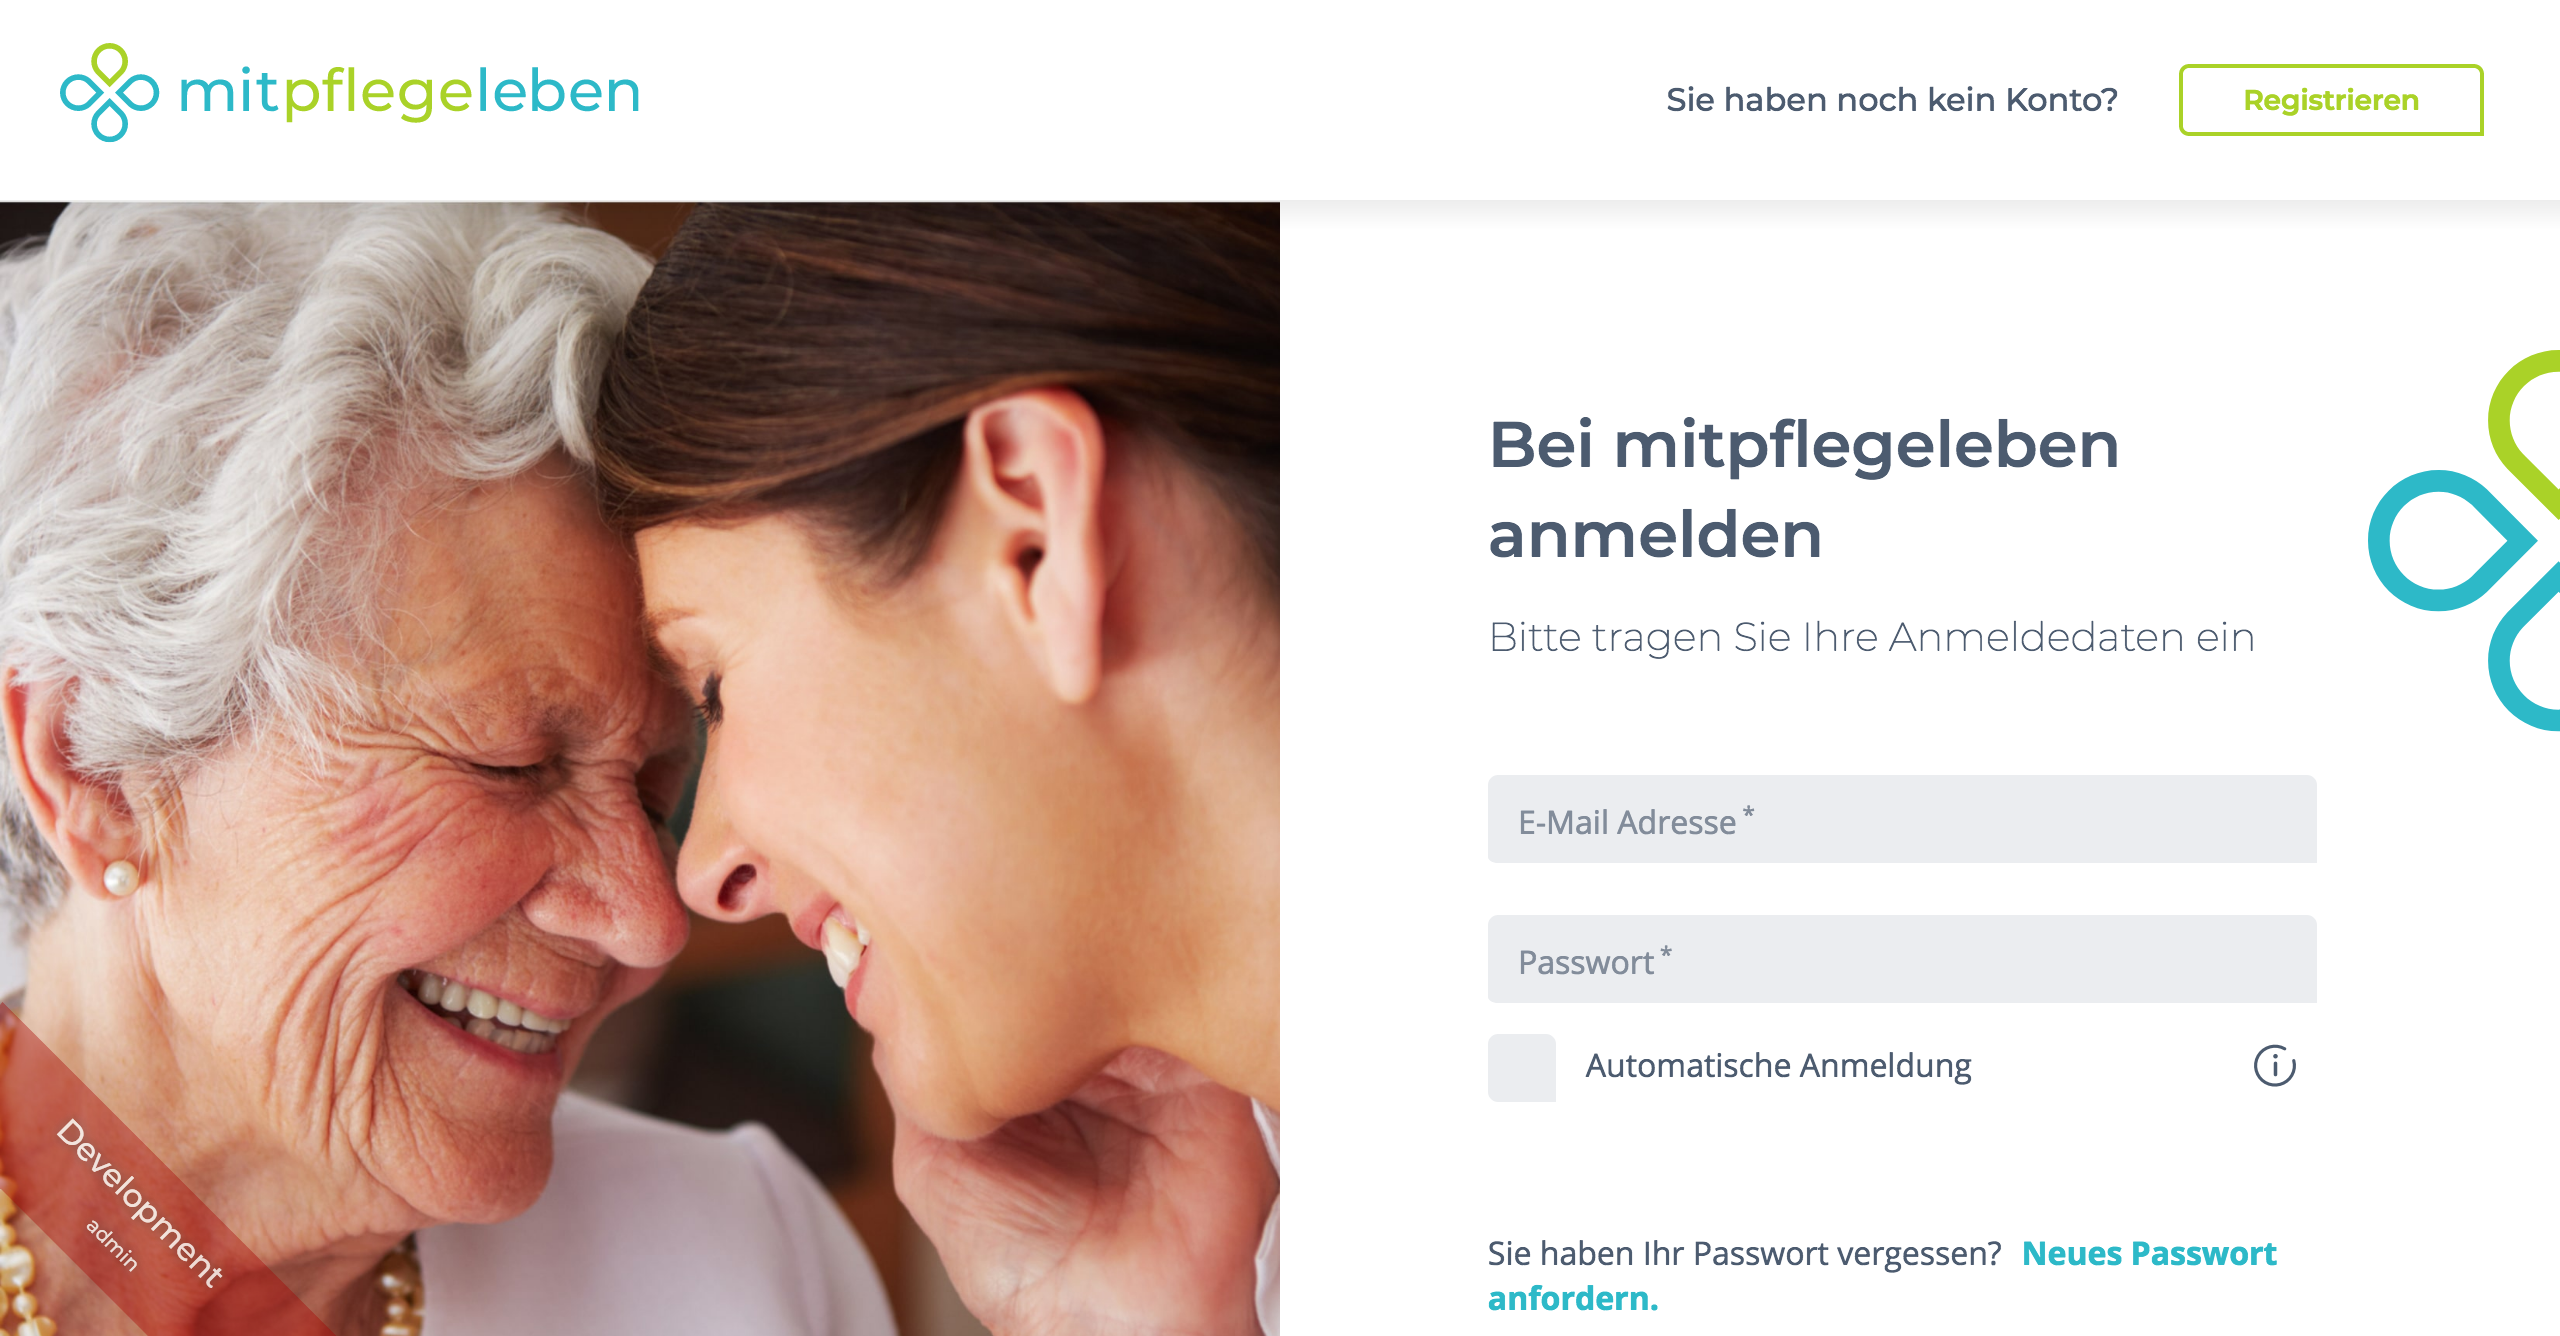 mitpflegeleben
Sie haben noch kein Konto?
Registrieren
Bei mitpflegeleben
anmelden
Bitte tragen Sie Ihre Anmeldedaten ein
E-Mail Adresse *
Passwort *
Automatische Anmeldung
Sie haben Ihr Passwort vergessen? Neues Passwort
anfordern.
Development
admin